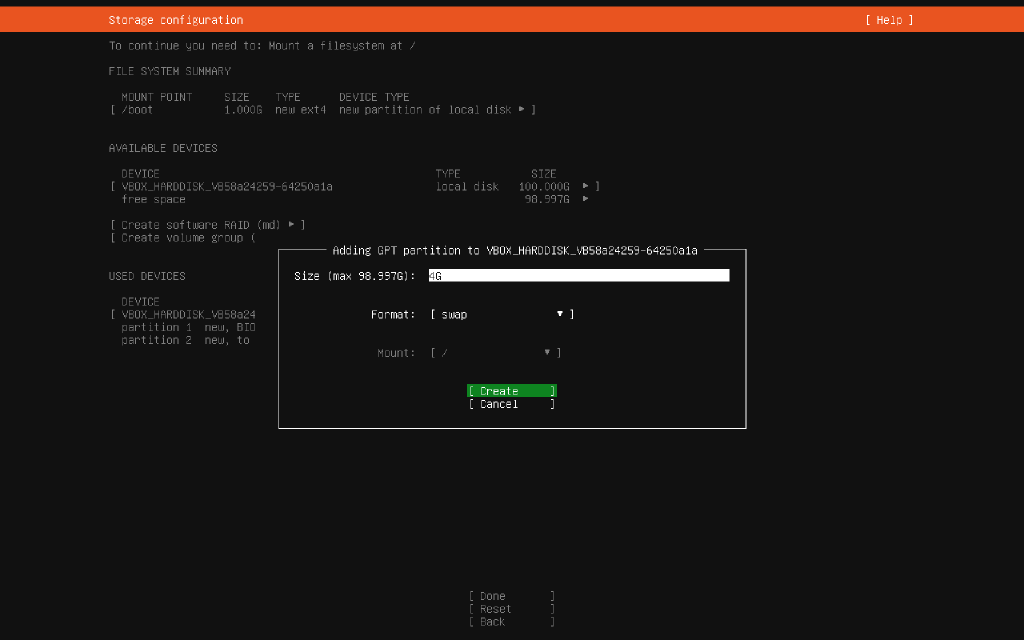 Storage configuration [ Help ]
To continue you need to: Mount a filesystem at /
FILE SYSTEM SUMMARY
MOUNT POINT SIZE TYPE DEVICE TYPE
[ /boot 1.000G new ext4 new partition of local disk ▸ ]
AVAILABLE DEVICES
DEVICE TYPE SIZE
[ VBOX_HARDDISK_VB58a24259-64250a1a local disk 100.000G ▸ ]
free space 98.997G ▸
[ Create software RAID (md) ▸ ]
[ Create volume group (
Adding GPT partition to VBOX_HARDDISK_VB58a24259-64250a1a
Size (max 98.997G): 4G
Format: [ swap ▾ ]
Mount: [ / ▾ ]
[ Create ]
[ Cancel ]
USED DEVICES
DEVICE
[ VBOX_HARDDISK_VB58a24
partition 1 new, BIO
partition 2 new, to
[ Done ]
[ Reset ]
[ Back ]